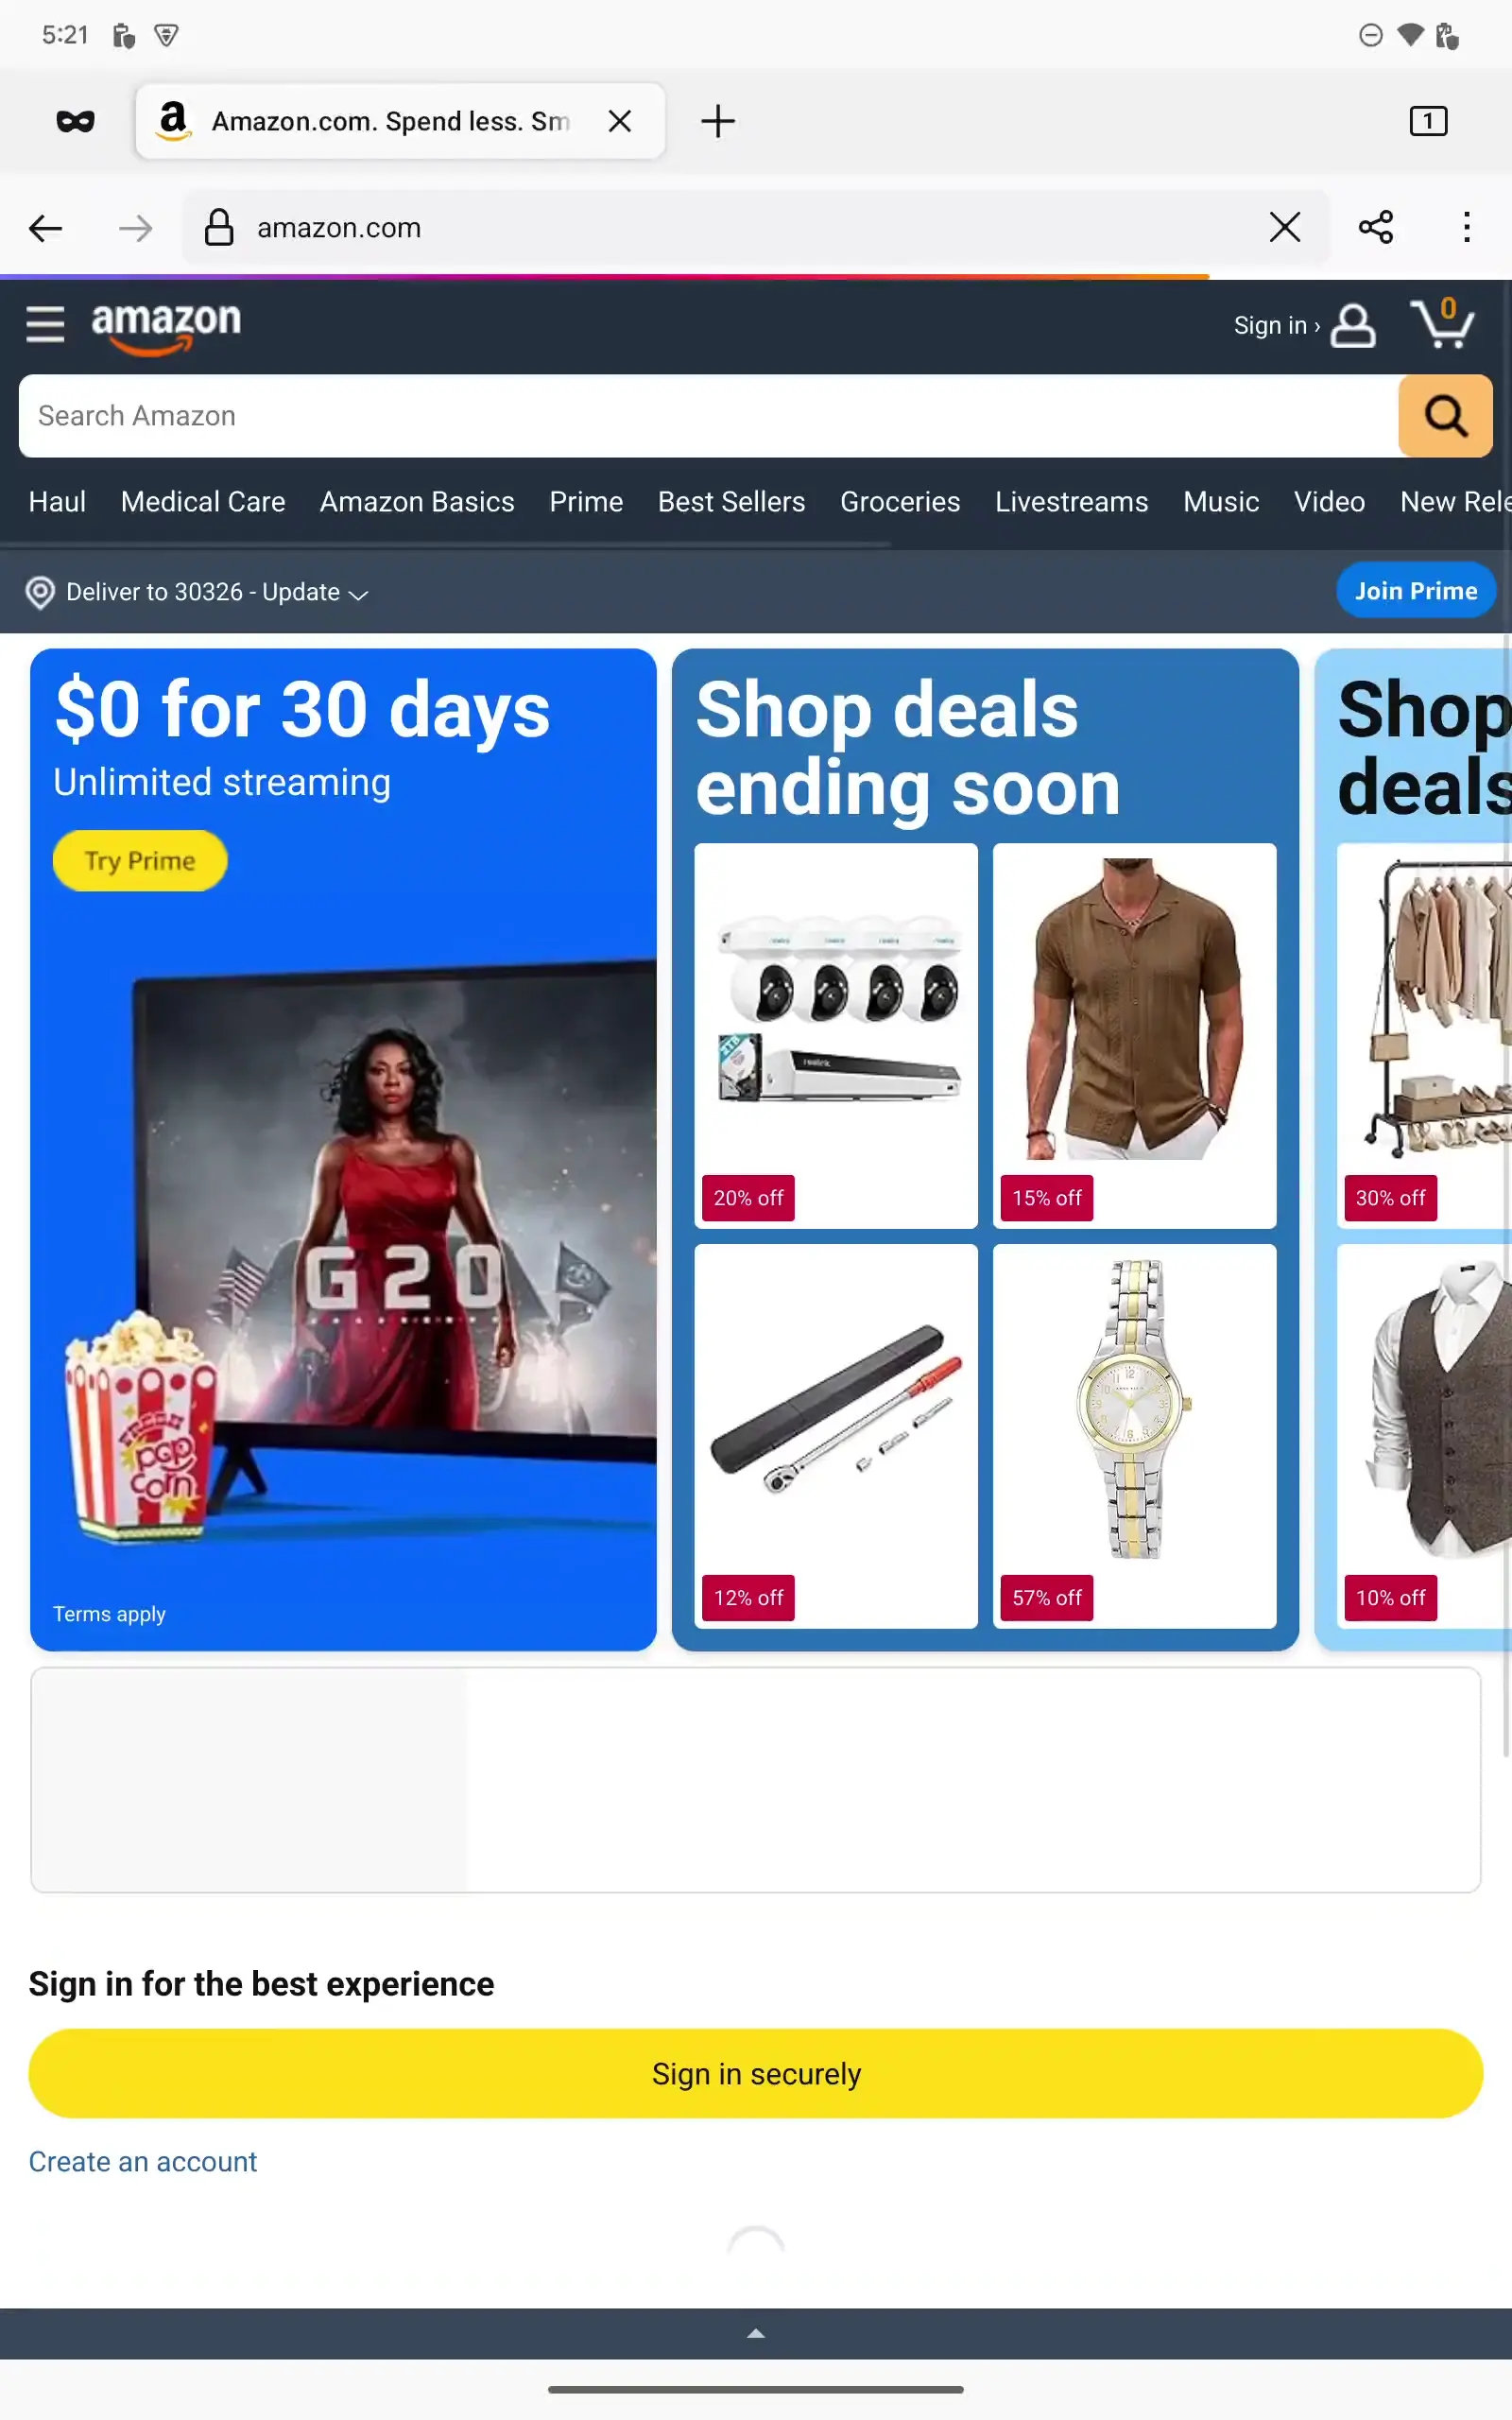 5:21
Amazon.com. Spend less. Sm
1
amazon.com
amazon
Sign in ›
0
Search Amazon
Haul Medical Care Amazon Basics Prime Best Sellers Groceries Livestreams Music Video New Rele
Deliver to 30326 - Update
Join Prime
$0 for 30 days
Unlimited streaming
Try Prime
G20
pop
corn
Terms apply
Shop deals
ending soon
20% off
15% off
12% off
57% off
Shop
deals
30% off
10% off
Sign in for the best experience
Sign in securely
Create an account